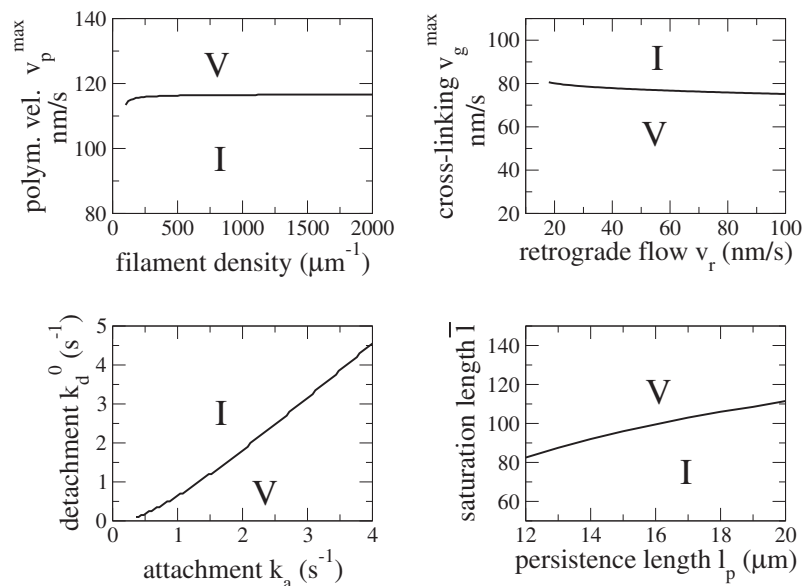 polym. vel. v_p^max
nm/s
140
120
100
80
0
500
1000
1500
2000
filament density (μm⁻¹)
V
I
cross-linking v_g^max
nm/s
100
80
60
40
20
20
40
60
80
100
retrograde flow v_r (nm/s)
I
V
detachment k_d^0 (s⁻¹)
5
4
3
2
1
0
0
1
2
3
4
attachment k_a (s⁻¹)
I
V
saturation length l̅
140
120
100
80
60
12
14
16
18
20
persistence length l_p (μm)
V
I